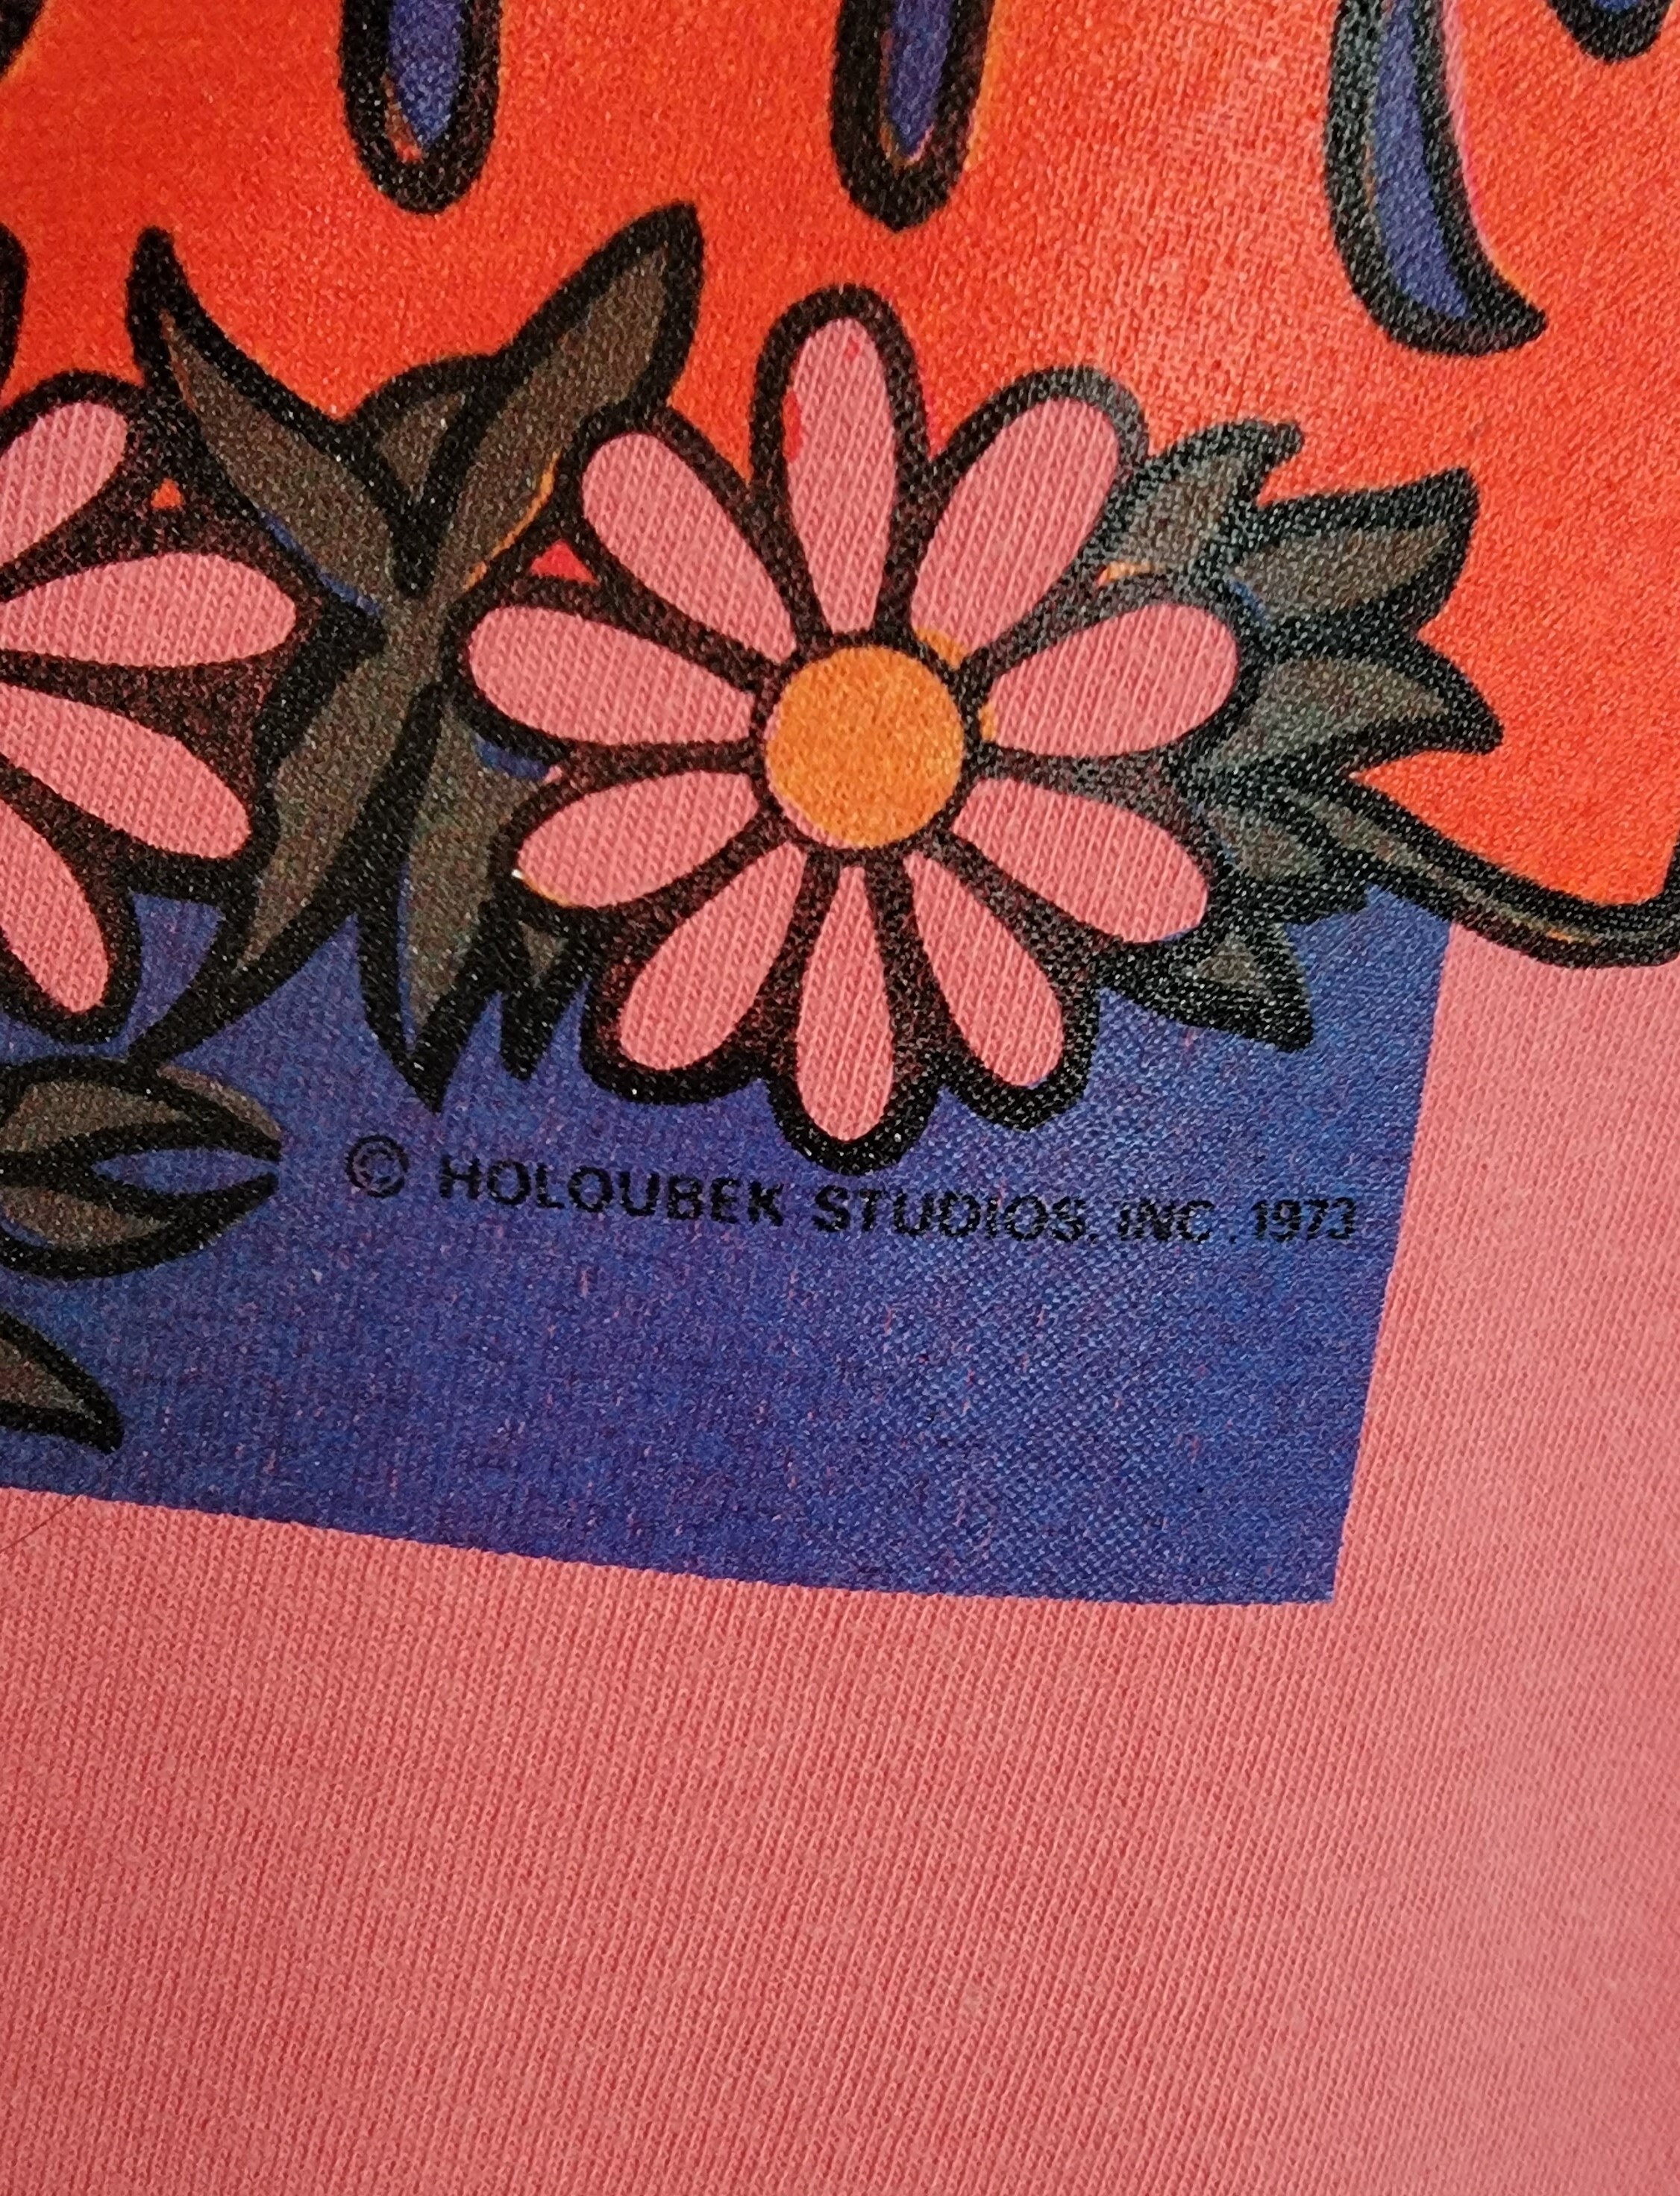 © HOLOUBEK STUDIOS. INC. 1973